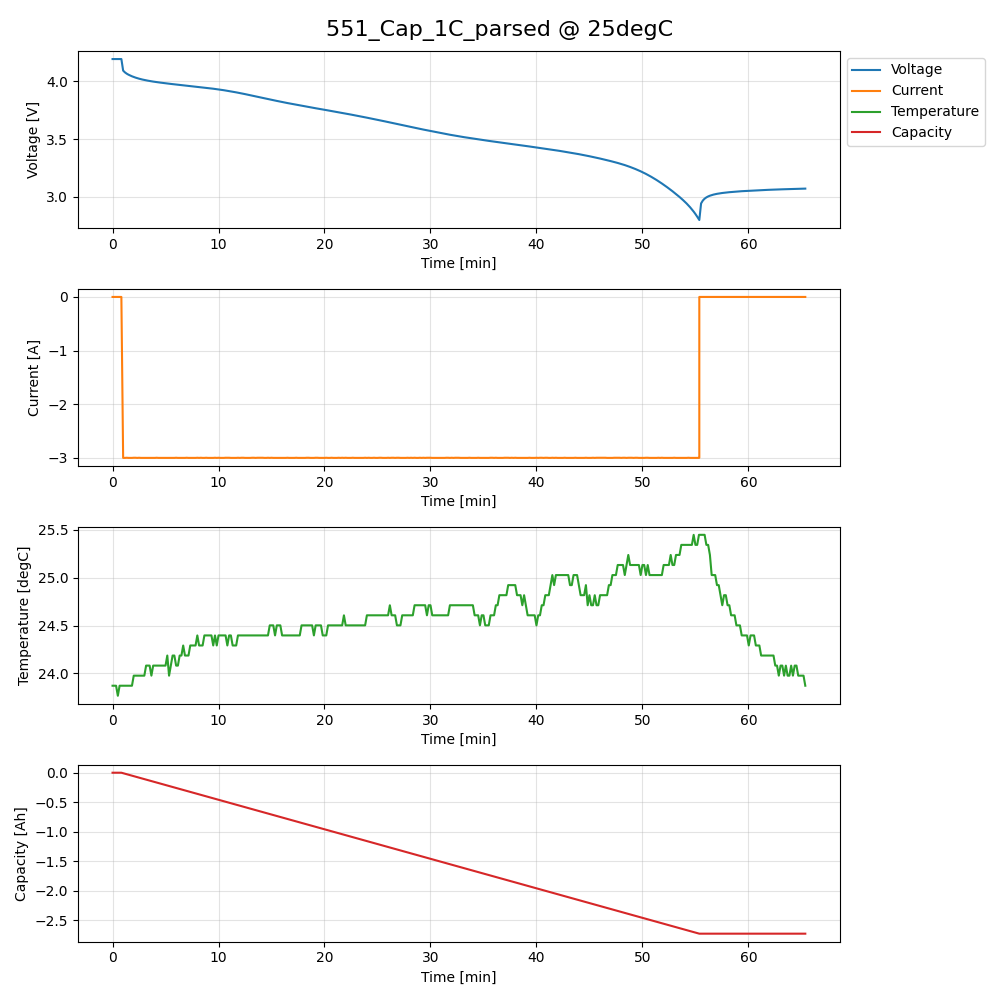 551_Cap_1C_parsed @ 25degC
Voltage
Current
Temperature
Capacity
Voltage [V]
4.0
3.5
3.0
0 10 20 30 40 50 60
Time [min]
Current [A]
0
−1
−2
−3
0 10 20 30 40 50 60
Time [min]
Temperature [degC]
25.5
25.0
24.5
24.0
0 10 20 30 40 50 60
Time [min]
Capacity [Ah]
0.0
−0.5
−1.0
−1.5
−2.0
−2.5
0 10 20 30 40 50 60
Time [min]